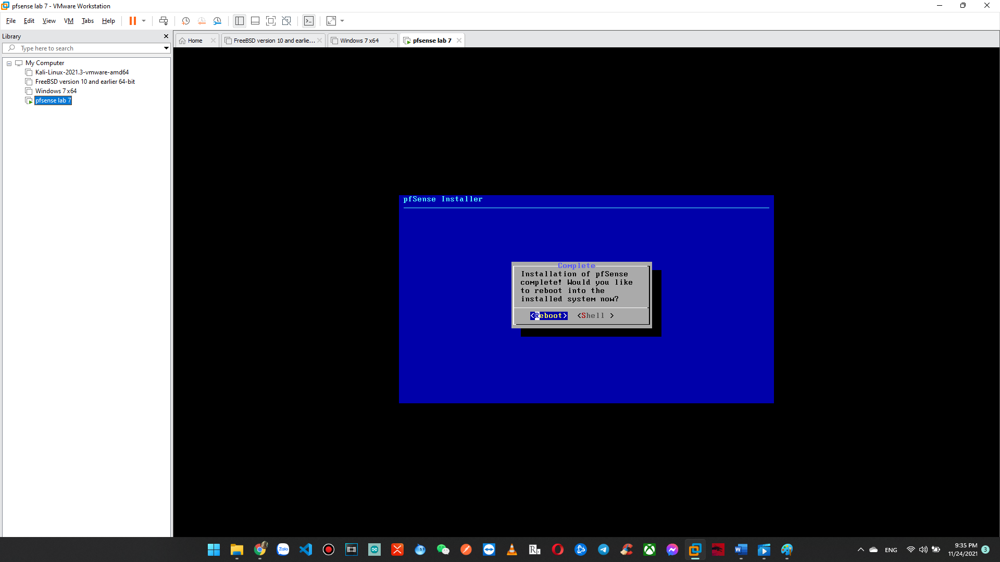 pfsense lab 7 - VMware Workstation
File Edit View VM Tabs Help
Library
Type here to search
My Computer
Kali-Linux-2021.3-vmware-amd64
FreeBSD version 10 and earlier 64-bit
Windows 7 x64
pfsense lab 7
Home
FreeBSD version 10 and earlie...
Windows 7 x64
pfsense lab 7
pfSense Installer
Complete
Installation of pfSense
complete! Would you like
to reboot into the
installed system now?
<Reboot> <Shell >
Zalo
ENG
9:35 PM
11/24/2021
3